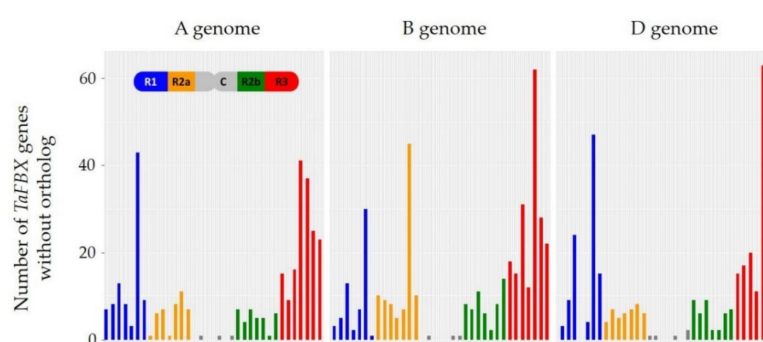 A genome B genome D genome
R1 R2a C R2b R3
Number of TaFBX genes
without ortholog
60
40
20
0